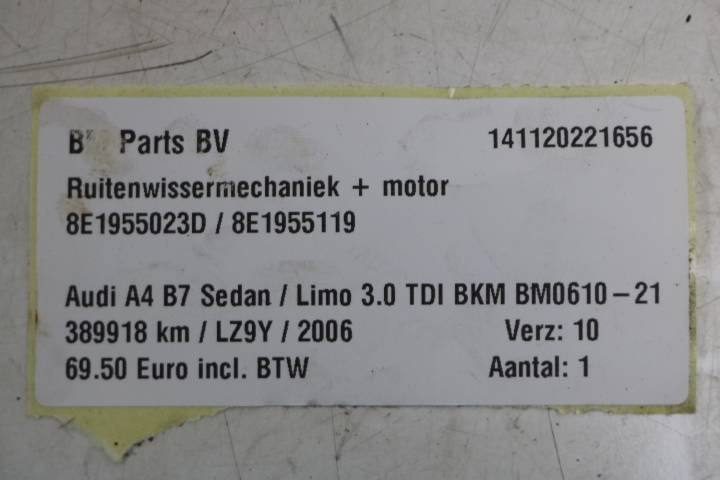 Parts BV 141120221656
Ruitenwissermechaniek + motor
8E1955023D / 8E1955119
Audi A4 B7 Sedan / Limo 3.0 TDI BKM BM0610-21
389918 km / LZ9Y / 2006 Verz: 10
69.50 Euro incl. BTW Aantal: 1